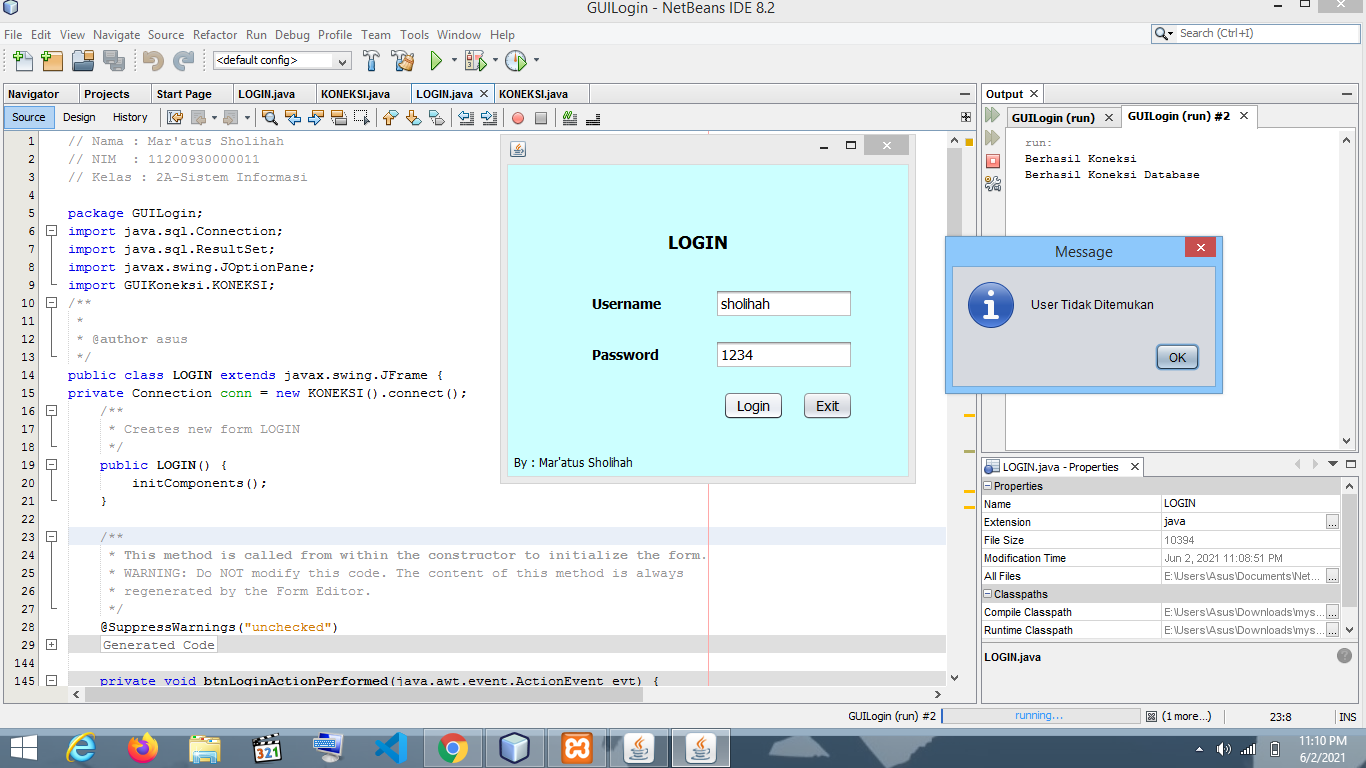 GUILogin - NetBeans IDE 8.2
File Edit View Navigate Source Refactor Run Debug Profile Team Tools Window Help
Search (Ctrl+I)
<default config>
Navigator Projects Start Page LOGIN.java KONEKSI.java LOGIN.java KONEKSI.java
Source Design History
1 // Nama : Mar'atus Sholihah
2 // NIM : 11200930000011
3 // Kelas : 2A-Sistem Informasi
4
5 package GUILogin;
6 import java.sql.Connection;
7 import java.sql.ResultSet;
8 import javax.swing.JOptionPane;
9 import GUIKoneksi.KONEKSI;
10 /**
11 *
12 * @author asus
13 */
14 public class LOGIN extends javax.swing.JFrame {
15 private Connection conn = new KONEKSI().connect();
16 /**
17 * Creates new form LOGIN
18 */
19 public LOGIN() {
20 initComponents();
21 }
22
23 /**
24 * This method is called from within the constructor to initialize the form.
25 * WARNING: Do NOT modify this code. The content of this method is always
26 * regenerated by the Form Editor.
27 */
28 @SuppressWarnings("unchecked")
29 Generated Code
144
145 private void btnLoginActionPerformed(java.awt.event.ActionEvent evt) {
LOGIN
Username sholihah
Password 1234
Login Exit
By : Mar'atus Sholihah
Output
GUILogin (run) GUILogin (run) #2
run:
Berhasil Koneksi
Berhasil Koneksi Database
Message
User Tidak Ditemukan
OK
LOGIN.java - Properties
Properties
Name LOGIN
Extension java ...
File Size 10394
Modification Time Jun 2, 2021 11:08:51 PM
All Files E:\Users\Asus\Documents\Net... ...
Classpaths
Compile Classpath E:\Users\Asus\Downloads\mys... ...
Runtime Classpath E:\Users\Asus\Downloads\mys... ...
LOGIN.java
GUILogin (run) #2 running... (1 more...) 23:8 INS
321
11:10 PM
6/2/2021